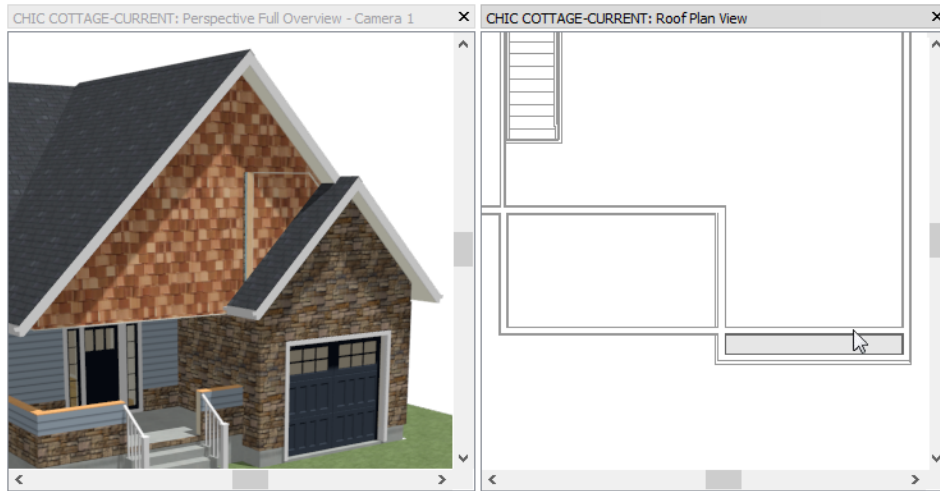 CHIC COTTAGE-CURRENT: Perspective Full Overview - Camera 1
CHIC COTTAGE-CURRENT: Roof Plan View